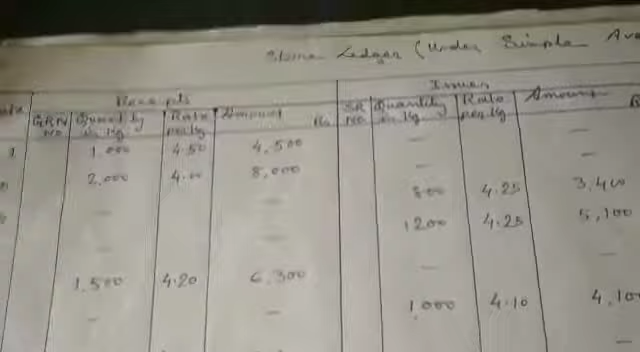 Stores Ledger (Under Simple Ave
Receipts Issues
GRN No. Quantity in kg Rate per kg Amount Rs SR No. Quantity in kg Rate per kg Amount
1,000 4.50 4,500 —
2,000 4.00 8,000 — —
— — 800 4.25 3,400
— — 1200 4.25 5,100
1,500 4.20 6,300 — —
— — 1,000 4.10 4,100
—